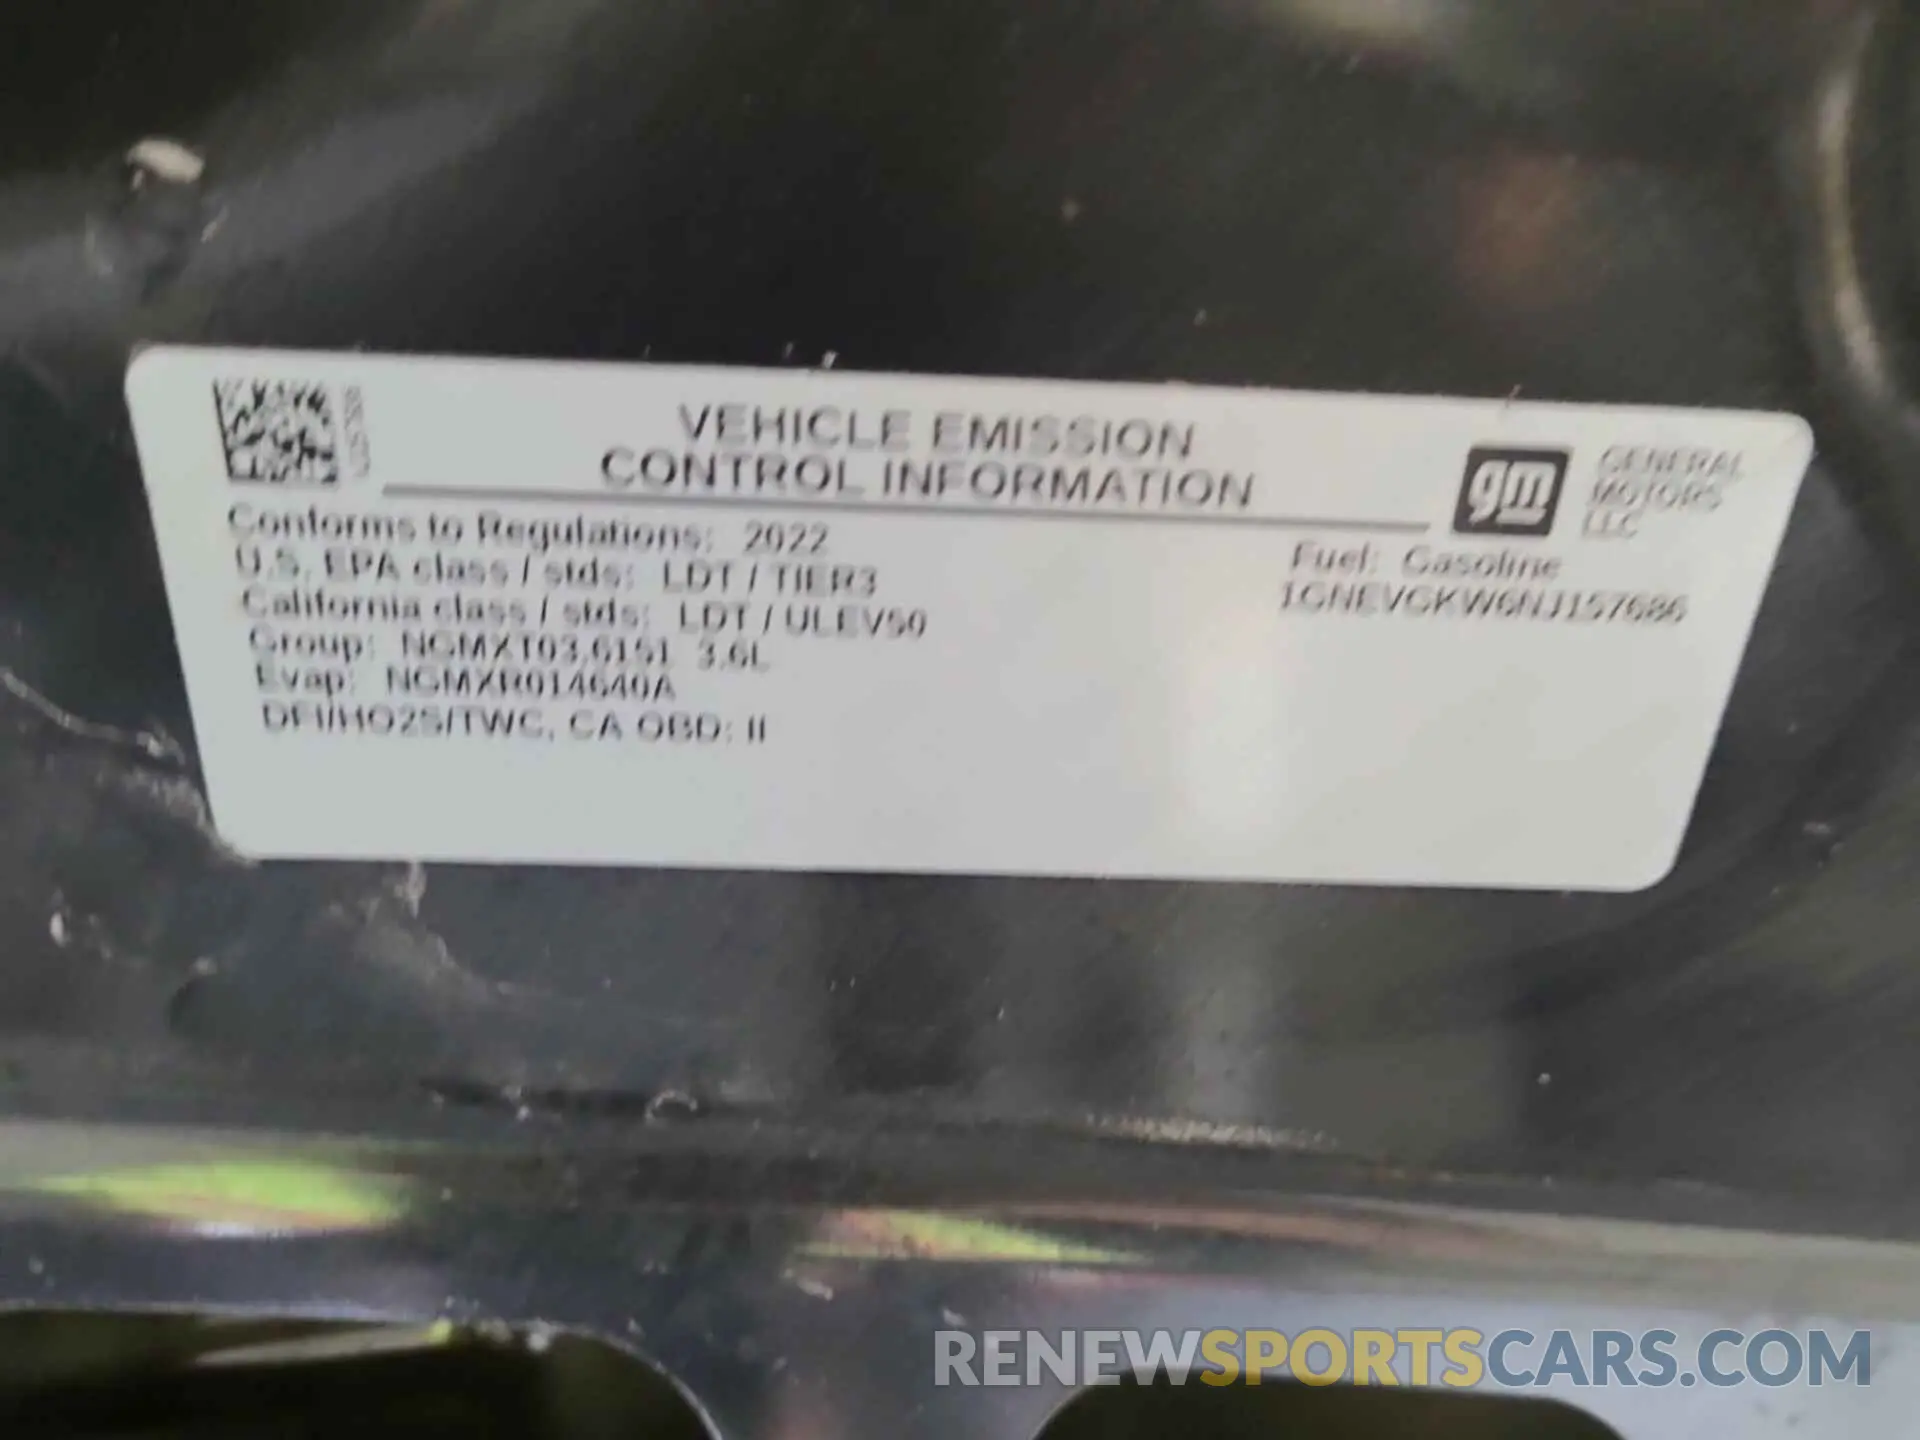 VEHICLE EMISSION
CONTROL INFORMATION
gm
GENERAL
MOTORS
LLC
Conforms to Regulations: 2022
U.S. EPA class / stds: LDT / TIER3
California class / stds: LDT / ULEV50
Group: NGMXT03.6151 3.6L
Evap: NGMXR014640A
DFI/HO2S/TWC, CA OBD: II
Fuel: Gasoline
1GNEVGKW6NJ157686
RENEWSPORTSCARS.COM